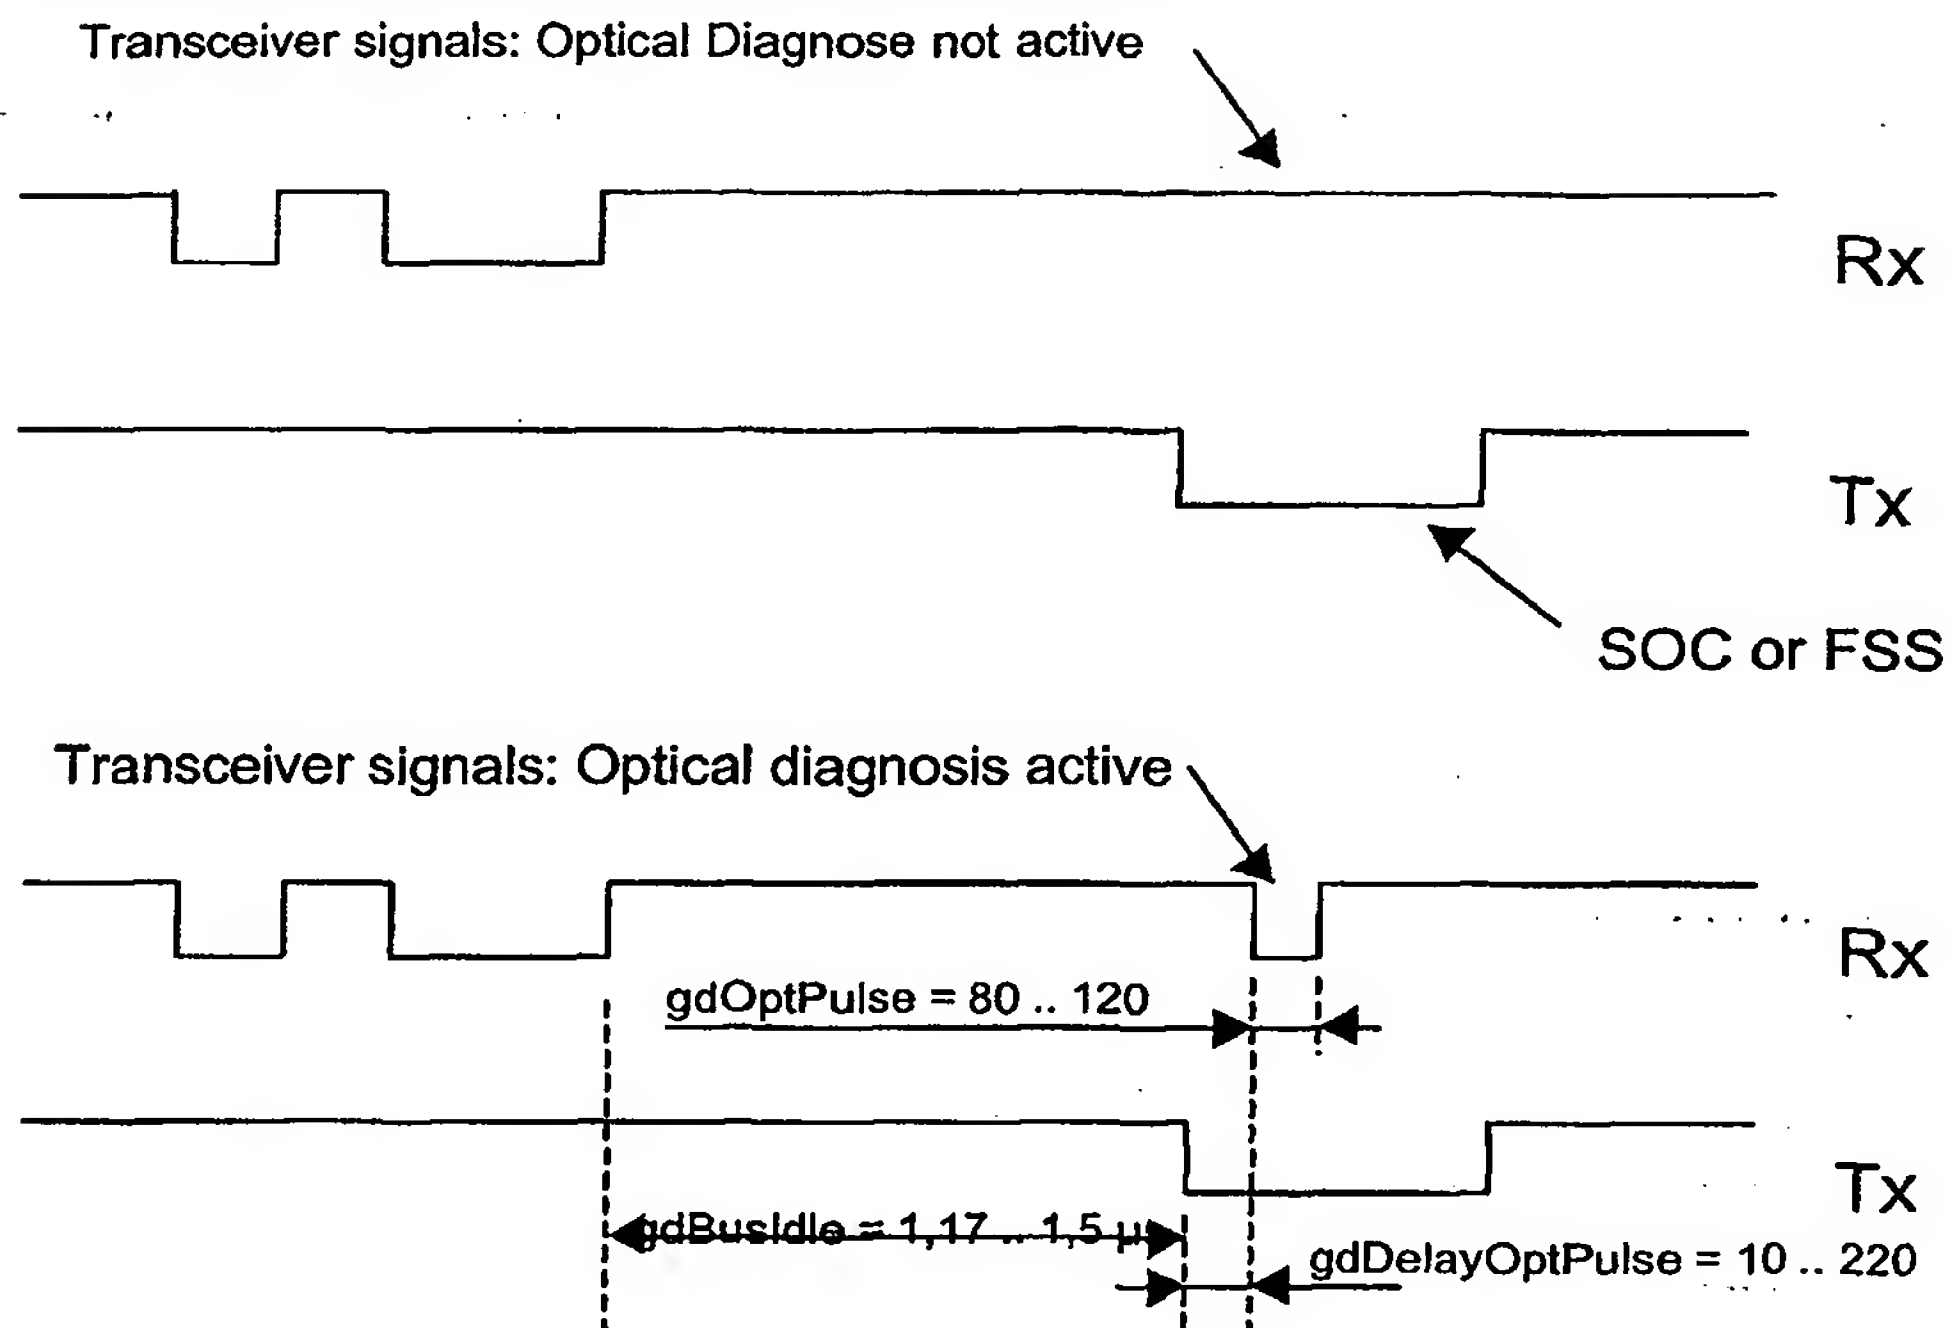 Transceiver signals: Optical Diagnose not active
Rx
Tx
SOC or FSS
Transceiver signals: Optical diagnosis active
Rx
gdOptPulse = 80 .. 120
Tx
gdBusIdle = 1,17 .. 1,5 µ
gdDelayOptPulse = 10 .. 220